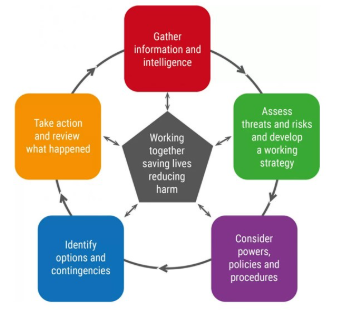 Gather
information and
intelligence
Assess
threats and risks
and develop
a working
strategy
Consider
powers,
policies and
procedures
Identify
options and
contingencies
Take action
and review
what happened
Working
together
saving lives
reducing
harm